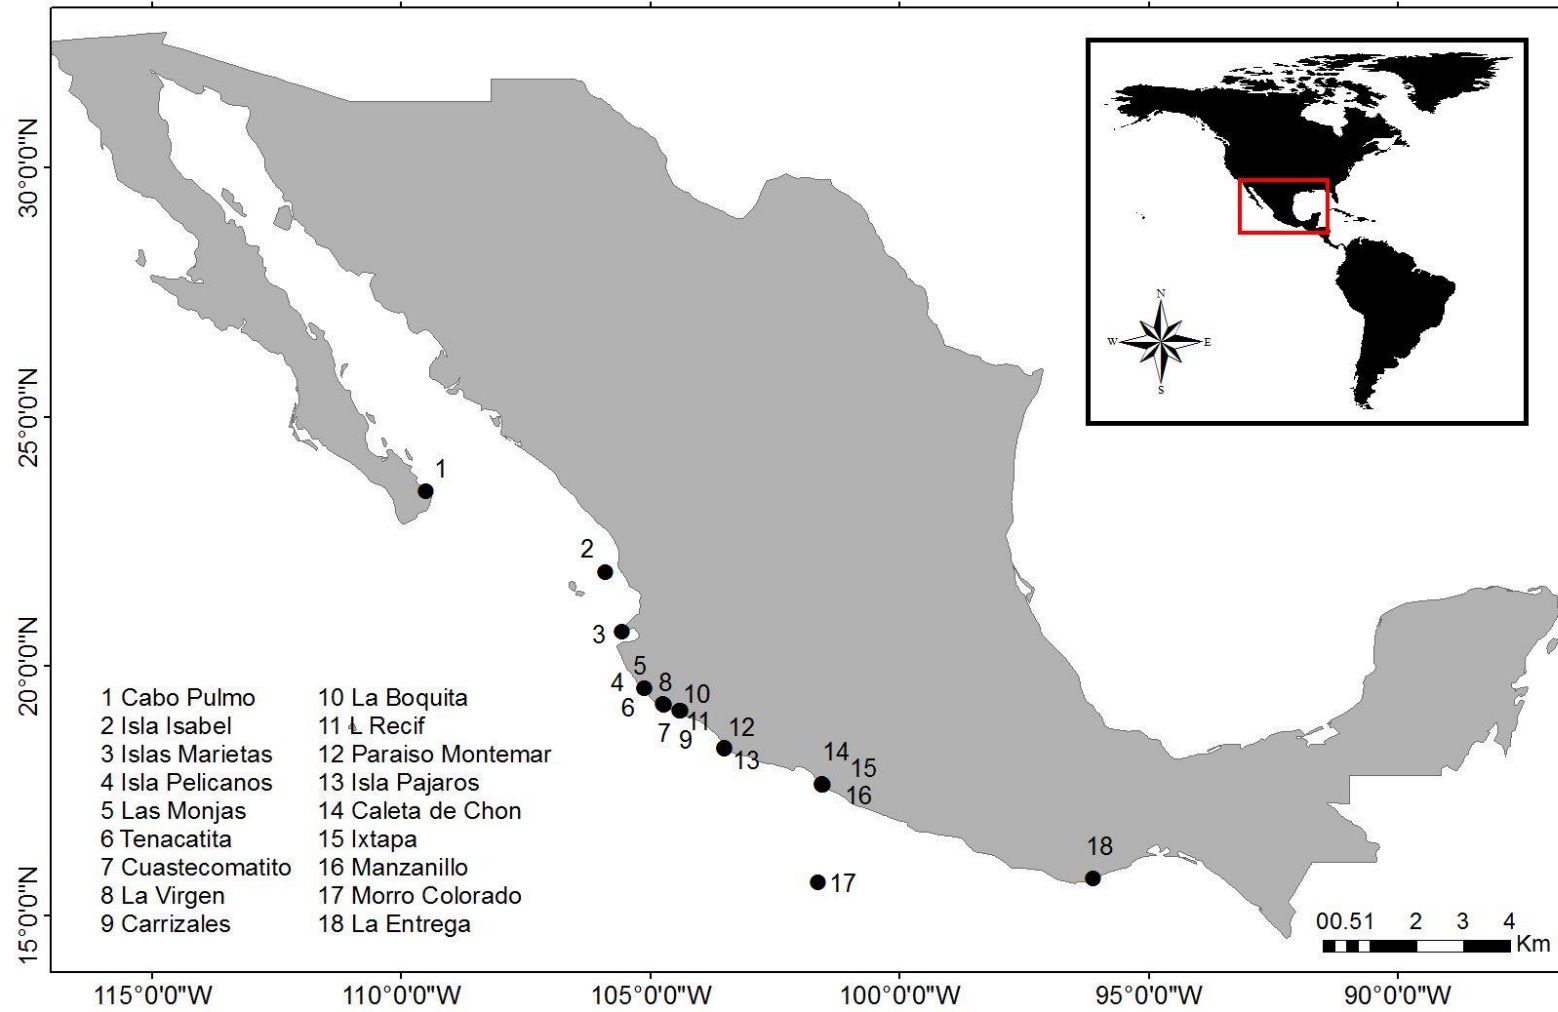 N
W
E
S
30°0'0"N
25°0'0"N
20°0'0"N
15°0'0"N
1
2
3
5
4
8
6
10
7
11
9
12
13
14
15
16
17
18
1 Cabo Pulmo
2 Isla Isabel
3 Islas Marietas
4 Isla Pelicanos
5 Las Monjas
6 Tenacatita
7 Cuastecomatito
8 La Virgen
9 Carrizales
10 La Boquita
11 L Recif
12 Paraiso Montemar
13 Isla Pajaros
14 Caleta de Chon
15 Ixtapa
16 Manzanillo
17 Morro Colorado
18 La Entrega
00.51 2 3 4
Km
115°0'0"W 110°0'0"W 105°0'0"W 100°0'0"W 95°0'0"W 90°0'0"W